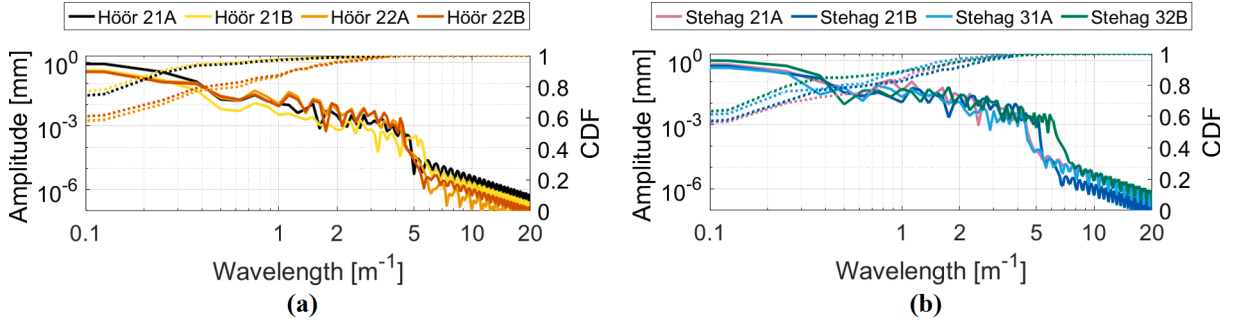 Höör 21A Höör 21B Höör 22A Höör 22B
Amplitude [mm]
10^0
10^-3
10^-6
1
0.8
0.6
0.4
0.2
0
CDF
0.1 1 2 5 10 20
Wavelength [m^-1]
(a)
Stehag 21A Stehag 21B Stehag 31A Stehag 32B
Amplitude [mm]
10^0
10^-3
10^-6
1
0.8
0.6
0.4
0.2
0
CDF
0.1 1 2 5 10 20
Wavelength [m^-1]
(b)